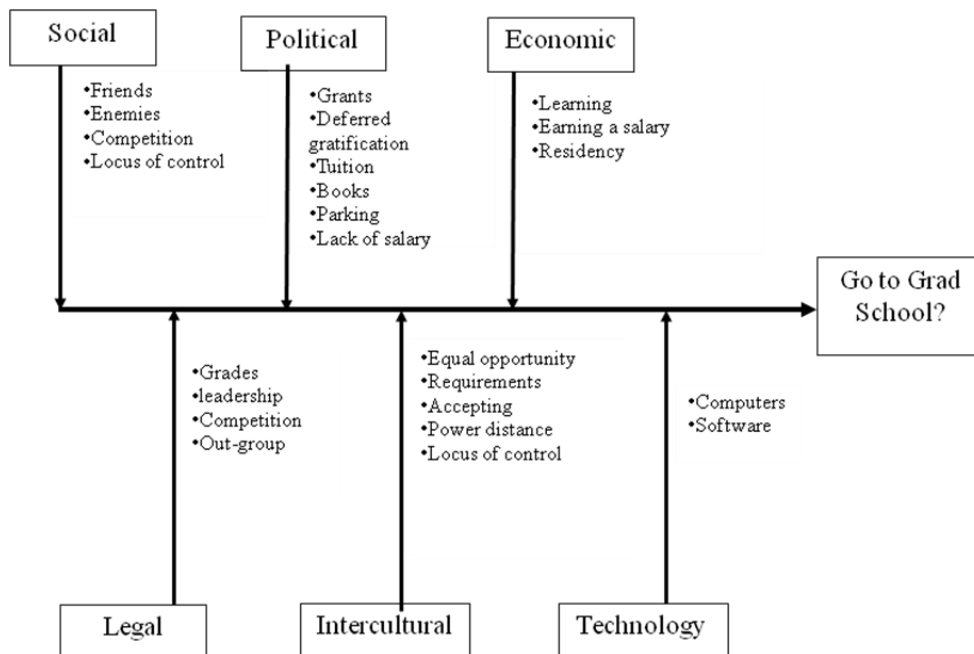 Social
•Friends
•Enemies
•Competition
•Locus of control
Political
•Grants
•Deferred
gratification
•Tuition
•Books
•Parking
•Lack of salary
Economic
•Learning
•Earning a salary
•Residency
Go to Grad
School?
•Grades
•leadership
•Competition
•Out-group
Legal
•Equal opportunity
•Requirements
•Accepting
•Power distance
•Locus of control
Intercultural
•Computers
•Software
Technology